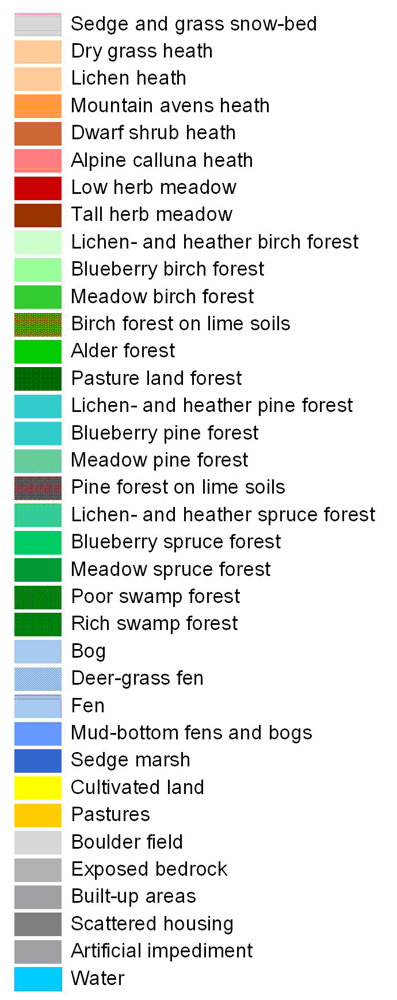 Sedge and grass snow-bed
Dry grass heath
Lichen heath
Mountain avens heath
Dwarf shrub heath
Alpine calluna heath
Low herb meadow
Tall herb meadow
Lichen- and heather birch forest
Blueberry birch forest
Meadow birch forest
Birch forest on lime soils
Alder forest
Pasture land forest
Lichen- and heather pine forest
Blueberry pine forest
Meadow pine forest
Pine forest on lime soils
Lichen- and heather spruce forest
Blueberry spruce forest
Meadow spruce forest
Poor swamp forest
Rich swamp forest
Bog
Deer-grass fen
Fen
Mud-bottom fens and bogs
Sedge marsh
Cultivated land
Pastures
Boulder field
Exposed bedrock
Built-up areas
Scattered housing
Artificial impediment
Water